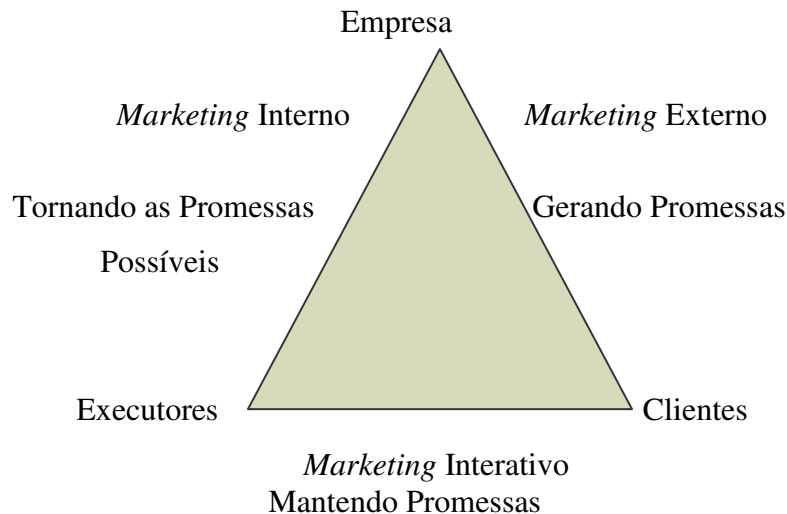 Empresa
Marketing Interno
Marketing Externo
Tornando as Promessas
Possíveis
Gerando Promessas
Executores
Clientes
Marketing Interativo
Mantendo Promessas